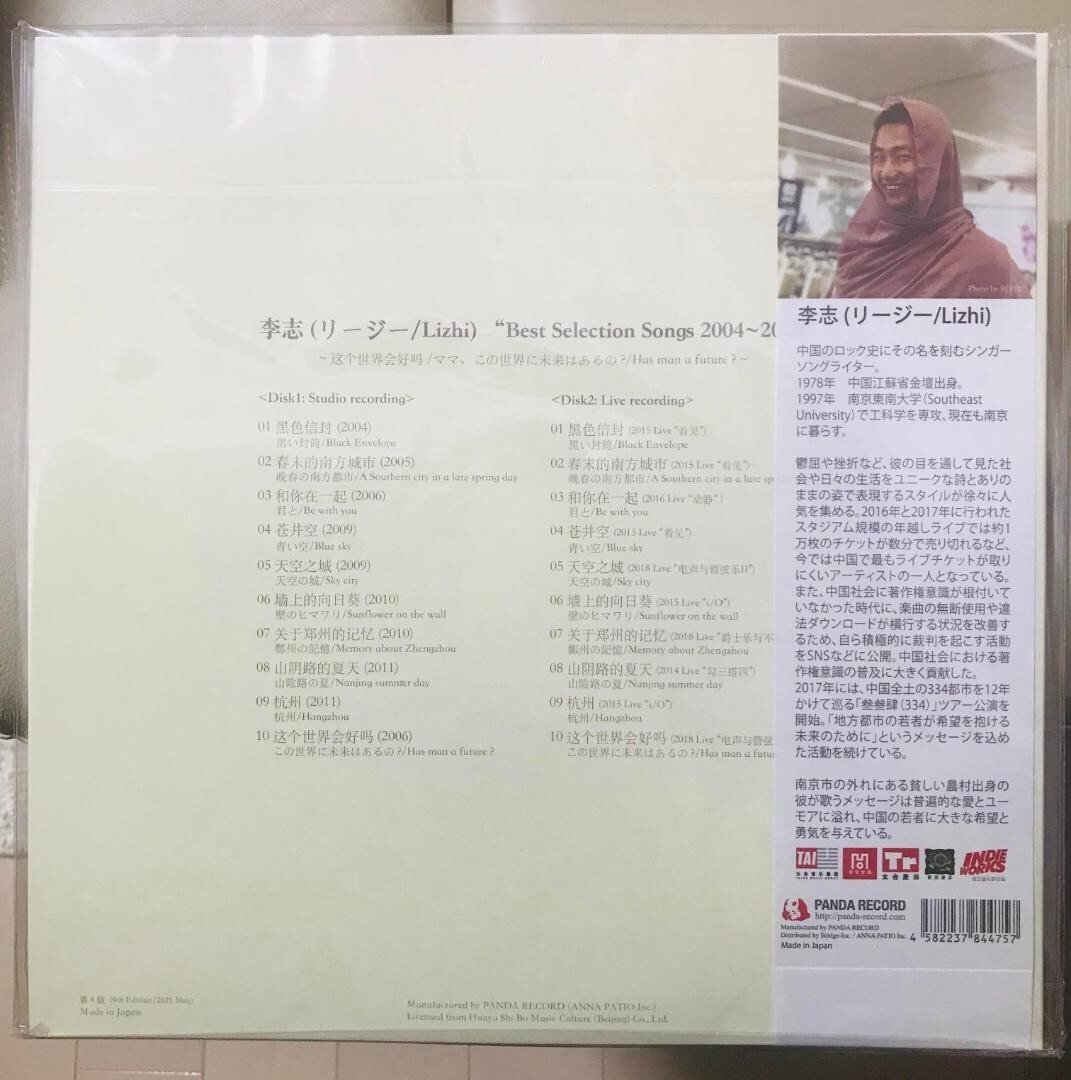 李志 (リージー/Lizhi) “Best Selection Songs 2004~20
~ 这个世界会好吗 /ママ、この世界に未来はあるの ?/Has man a future ? ~
<Disk1: Studio recording>
01 黑色信封 (2004)
黒い封筒/Black Envelope
02 春末的南方城市 (2005)
晩春の南方都市/A Southern city in a late spring day
03 和你在一起 (2006)
君と/Be with you
04 苍井空 (2009)
青い空/Blue sky
05 天空之城 (2009)
天空の城/Sky city
06 墙上的向日葵 (2010)
壁のヒマワリ/Sunflower on the wall
07 关于郑州的记忆 (2010)
鄭州の記憶/Memory about Zhengzhou
08 山阴路的夏天 (2011)
山陰路の夏/Nanjing summer day
09 杭州 (2011)
杭州/Hangzhou
10 这个世界会好吗 (2006)
この世界に未来はあるの ?/Has man a future ?
<Disk2: Live recording>
01 黑色信封 (2015 Live “看见”)
黒い封筒/Black Envelope
02 春末的南方城市 (2015 Live “看见”)
晩春の南方都市/A Southern city in a late sp
03 和你在一起 (2016 Live “动静” )
君と/Be with you
04 苍井空 (2015 Live “看见”)
青い空/Blue sky
05 天空之城 (2018 Live “电声与管弦乐II”)
天空の城/Sky city
06 墙上的向日葵 (2015 Live “i/O”)
壁のヒマワリ/Sunflower on the wall
07 关于郑州的记忆 (2018 Live “爵士乐与不
鄭州の記憶/Memory about Zhengzhou
08 山阴路的夏天 (2014 Live “勾三搭四”)
山陰路の夏/Nanjing summer day
09 杭州 (2015 Live “i/O”)
杭州/Hangzhou
10 这个世界会好吗 (2018 Live “电声与管弦
この世界に未来はあるの ?/Has man a futu
第 4 版 (4th Edition/2021 May)
Made in Japan
Manufactured by PANDA RECORD (ANNA PATIO Inc.)
Licensed from Huayu Shi Bo Music Culture (Beijing) Co., Ltd.
Photo by
李志 (リージー/Lizhi)
中国のロック史にその名を刻むシンガー
ソングライター。
1978年　中国江蘇省金壇出身。
1997年　南京東南大学（Southeast
University）で工科学を専攻、現在も南京
に暮らす。
鬱屈や挫折など、彼の目を通して見た社
会や日々の生活をユニークな詩とありの
ままの姿で表現するスタイルが徐々に人
気を集める。2016年と2017年に行われた
スタジアム規模の年越しライブでは約1
万枚のチケットが数分で売り切れるなど、
今では中国で最もライブチケットが取り
にくいアーティストの一人となっている。
また、中国社会に著作権意識が根付いて
いなかった時代に、楽曲の無断使用や違
法ダウンロードが横行する状況を改善す
るため、自ら積極的に裁判を起こす活動
をSNSなどに公開。中国社会における著
作権意識の普及に大きく貢献した。
2017年には、中国全土の334都市を12年
かけて巡る「叁叁肆（334）」ツアー公演を
開始。「地方都市の若者が希望を抱ける
未来のために」というメッセージを込め
た活動を続けている。
南京市の外れにある貧しい農村出身の
彼が歌うメッセージは普遍的な愛とユー
モアに溢れ、中国の若者に大きな希望と
勇気を与えている。
TAI
太合音乐集团
TAIHE MUSIC GROUP
Tr
太合麦田
INDIE
WORKS
PANDA RECORD
http://panda-record.com
Manufactured by PANDA RECORD
Distributed by Bridge-Inc. / ANNA PATIO Inc.
Made in Japan
4 582237 844757